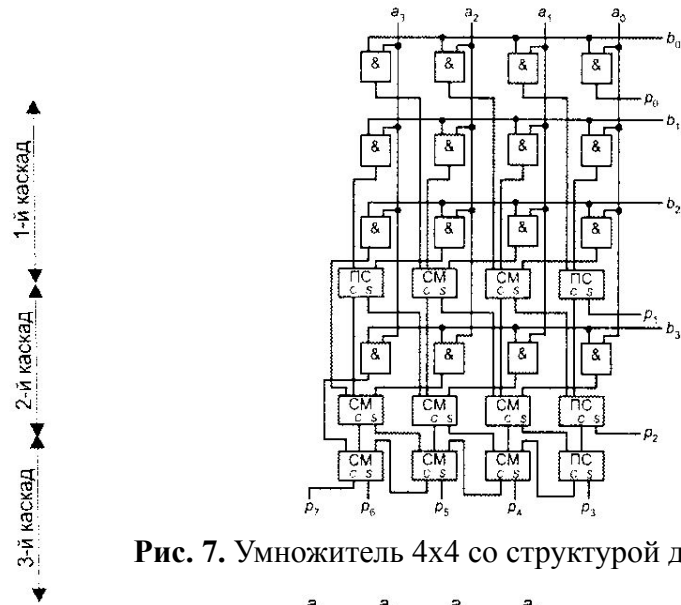 a₃ a₂ a₁ a₀
b₀
& & & &
p₀
b₁
& & & &
1-й каскад
b₂
& & & &
ПС СМ СМ ПС
C S C S C S C S
p₁
b₃
& & & &
2-й каскад
СМ СМ СМ ПС
C S C S C S C S
p₂
СМ СМ СМ ПС
C S C S C S C S
p₇ p₆ p₅ p₄ p₃
3-й каскад
Рис. 7. Умножитель 4x4 со структурой д
a a a a